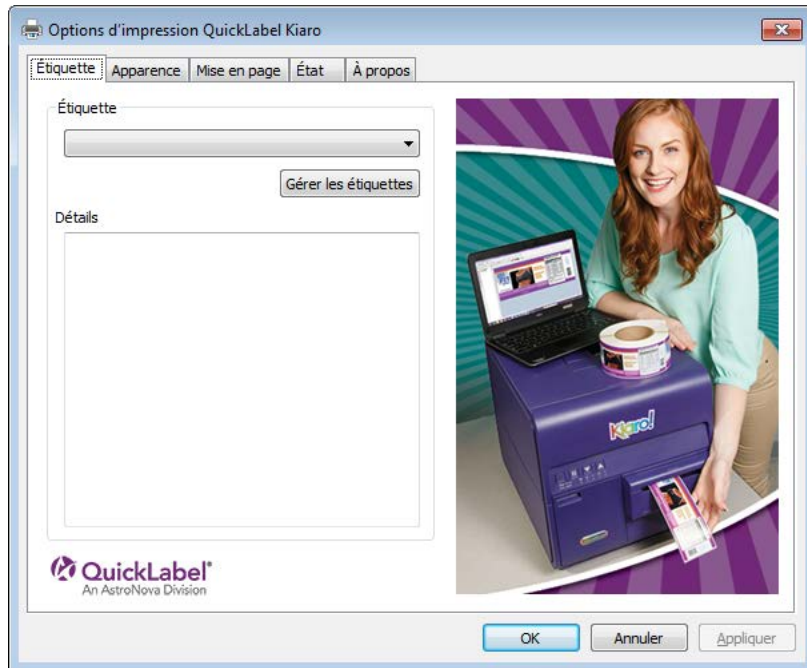 Options d'impression QuickLabel Kiaro
Etiquette Apparence Mise en page État À propos
Étiquette
Gérer les étiquettes
Détails
Kiaro!
QuickLabel®
An AstroNova Division
OK Annuler Appliquer